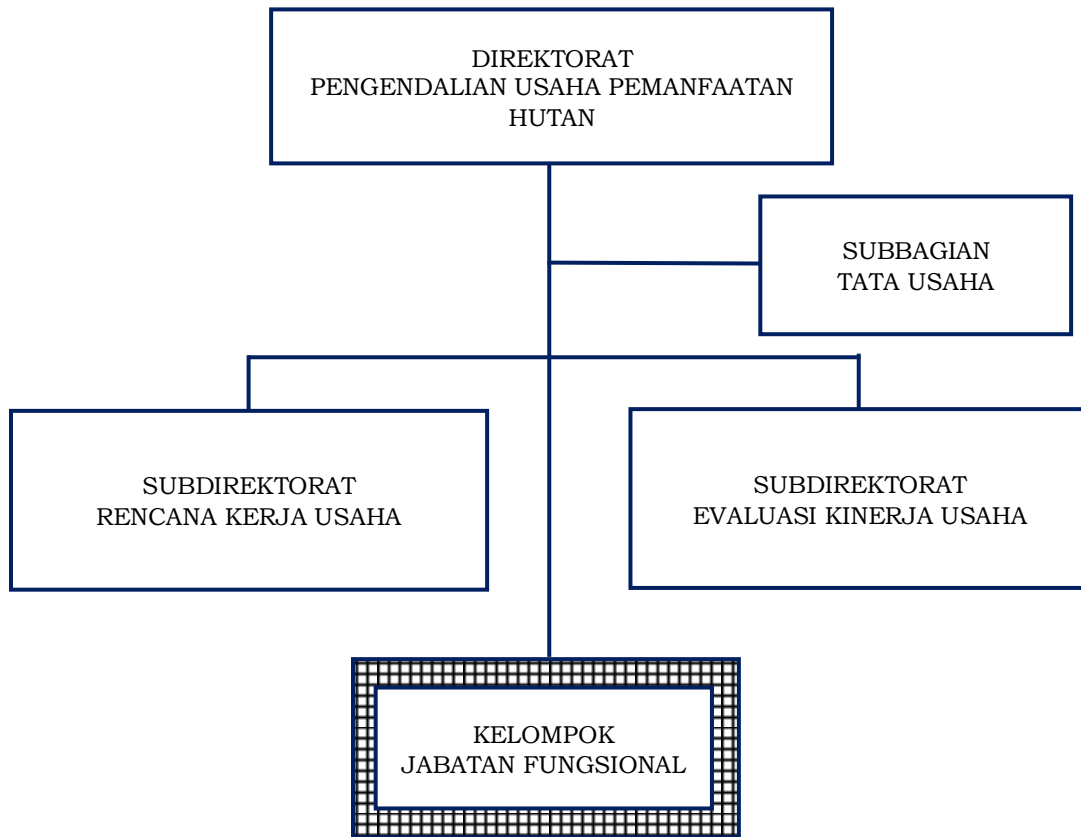 DIREKTORAT
PENGENDALIAN USAHA PEMANFAATAN
HUTAN
SUBBAGIAN
TATA USAHA
SUBDIREKTORAT
RENCANA KERJA USAHA
SUBDIREKTORAT
EVALUASI KINERJA USAHA
KELOMPOK
JABATAN FUNGSIONAL